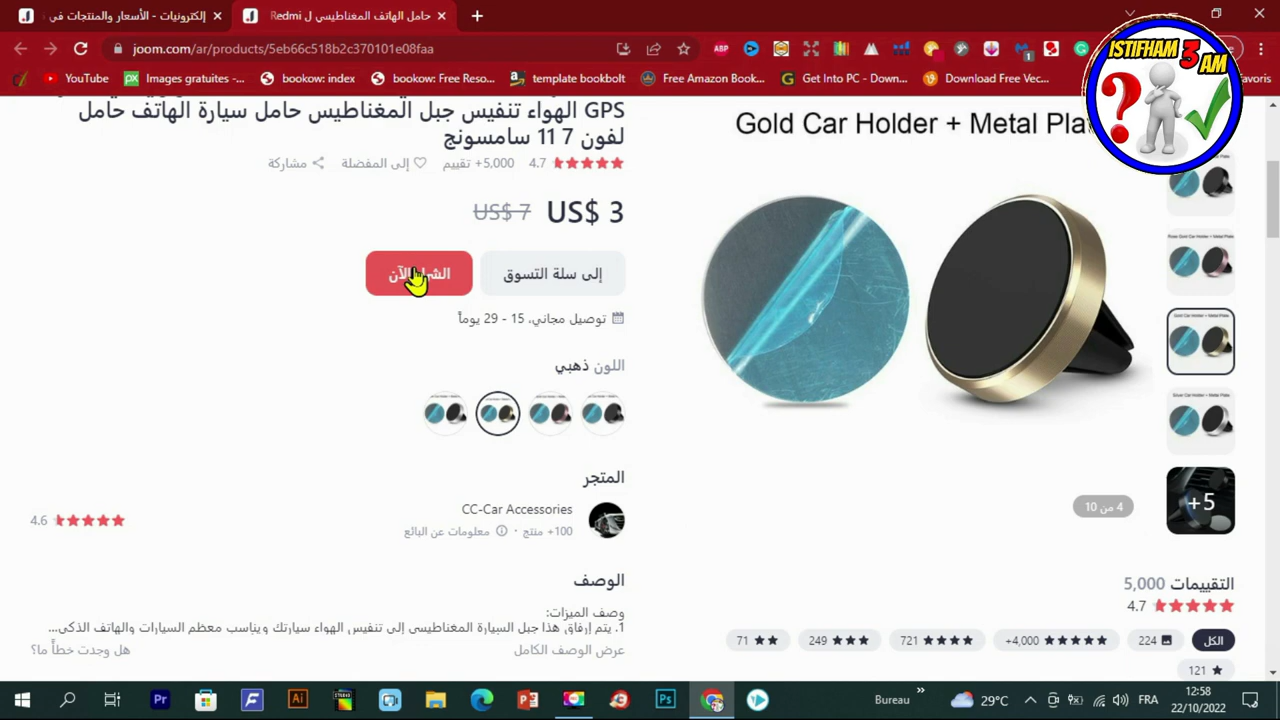 إلكترونيات - الأسعار والمنتجات في
حامل الهاتف المغناطيسي ل Redmi
joom.com/ar/products/5eb66c518b2c370101e08faa
YouTube
Images gratuites -...
bookow: index
bookow: Free Reso...
template bookbolt
Free Amazon Book...
Get Into PC - Down...
Download Free Vec...
Favoris
ISTIFHAM 3 AM
GPS الهواء تنفيس جبل المغناطيس حامل سيارة الهاتف حامل
لفون 7 11 سامسونج
4.7
5,000+ تقييم
إلى المفضلة
مشاركة
US$ 3
US$ 7
إلى سلة التسوق
توصيل مجاني، 15 - 29 يوماً
اللون ذهبي
المتجر
CC-Car Accessories
100+ منتج · معلومات عن البائع
4.6
الوصف
وصف الميزات:
1. يتم إرفاق هذا جبل السيارة المغناطيسي إلى تنفيس الهواء سيارتك ويناسب معظم السيارات والهاتف الذكي...
عرض الوصف الكامل
هل وجدت خطأً ما؟
Gold Car Holder + Metal
+5
4 من 10
التقييمات 5,000
4.7
الكل
224
+4,000
721
249
71
121
Bureau
29°C
FRA
12:58
22/10/2022